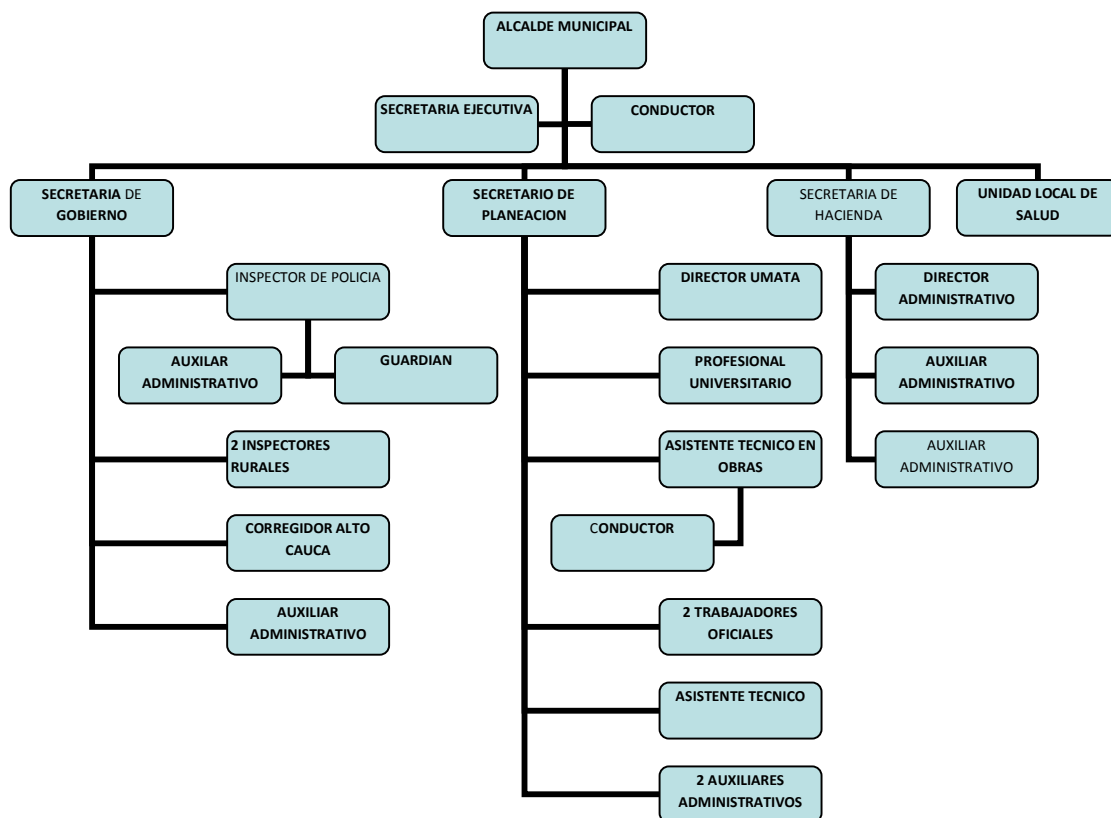 ALCALDE MUNICIPAL
SECRETARIA EJECUTIVA
CONDUCTOR
SECRETARIA DE
GOBIERNO
SECRETARIO DE
PLANEACION
SECRETARIA DE
HACIENDA
UNIDAD LOCAL DE
SALUD
INSPECTOR DE POLICIA
AUXILAR
ADMINISTRATIVO
GUARDIAN
2 INSPECTORES
RURALES
CORREGIDOR ALTO
CAUCA
AUXILIAR
ADMINISTRATIVO
DIRECTOR UMATA
PROFESIONAL
UNIVERSITARIO
ASISTENTE TECNICO EN
OBRAS
CONDUCTOR
2 TRABAJADORES
OFICIALES
ASISTENTE TECNICO
2 AUXILIARES
ADMINISTRATIVOS
DIRECTOR
ADMINISTRATIVO
AUXILIAR
ADMINISTRATIVO
AUXILIAR
ADMINISTRATIVO